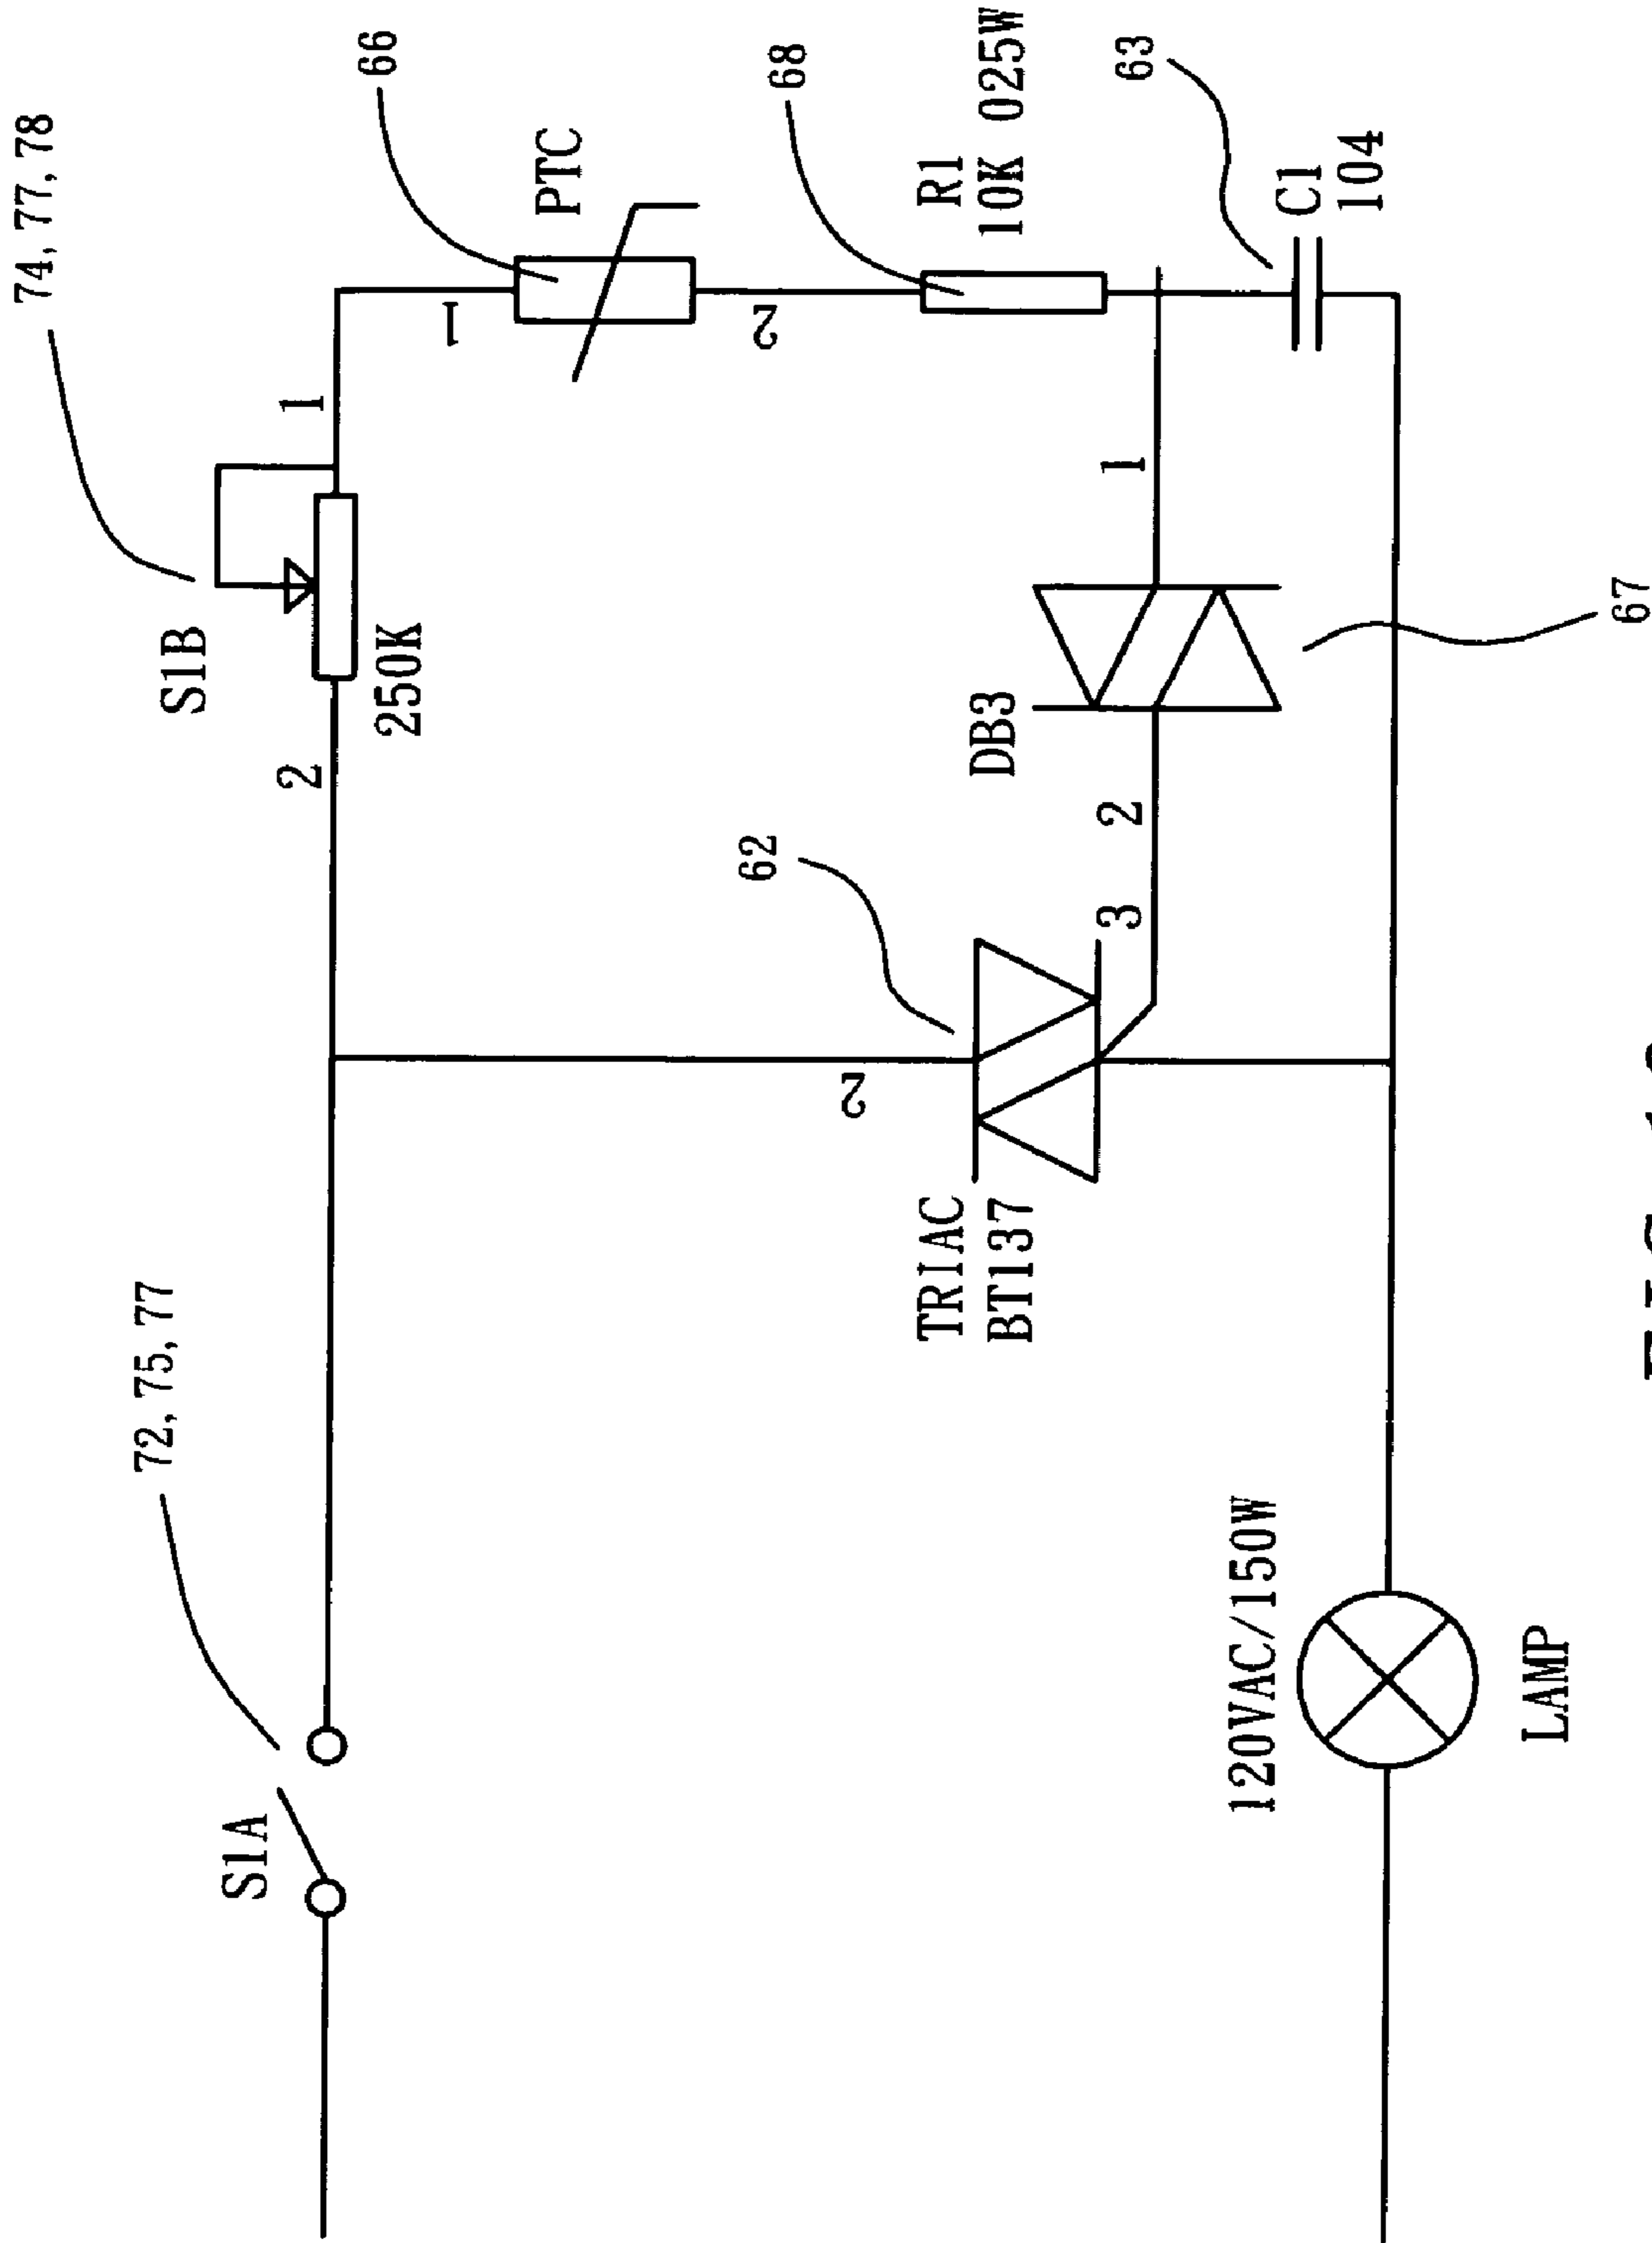 74, 77, 78
66
68
63
PTC
R1
10K 025W
C1
104
1
2
S1B
250K
1
2
1
2
3
DB3
67
62
2
TRIAC
BT137
72, 75, 77
S1A
120VAC/150W
LAMP